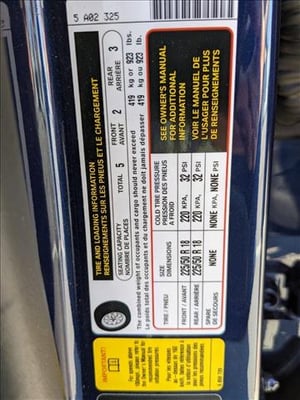 5 A02 325
TIRE AND LOADING INFORMATION
RENSEIGNEMENTS SUR LES PNEUS ET LE CHARGEMENT
SEATING CAPACITY
NOMBRE DE PLACES
TOTAL 5
FRONT
AVANT 2
REAR
ARRIÈRE 3
The combined weight of occupants and cargo should never exceed 419 kg or 923 lbs.
Le poids total des occupants et du chargement ne doit jamais dépasser 419 kg ou 923 lb.
TIRE / PNEU
SIZE
DIMENSIONS
COLD TIRE PRESSURE
PRESSION DES PNEUS
A FROID
FRONT / AVANT 225/50 R 18 220 KPA, 32 PSI
REAR / ARRIÈRE 225/50 R 18 220 KPA, 32 PSI
SPARE
DE SECOURS NONE NONE KPA, NONE PSI
SEE OWNER'S MANUAL
FOR ADDITIONAL
INFORMATION
VOIR LE MANUEL DE
L'USAGER POUR PLUS
DE RENSEIGNEMENTS
IMPORTANT!